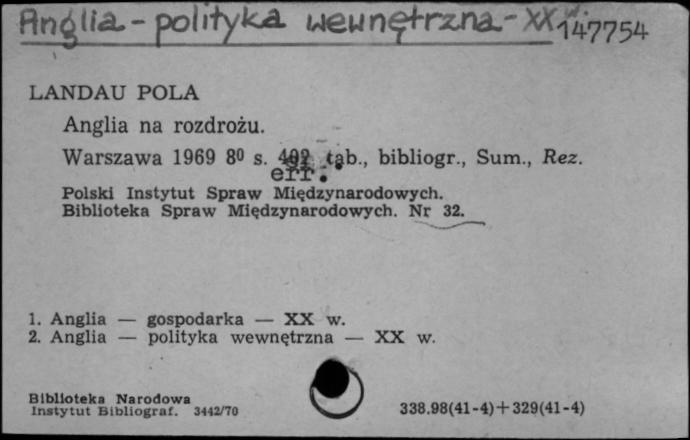 Anglia - polityka wewnętrzna - XX w. 147754
LANDAU POLA
Anglia na rozdrożu.
Warszawa 1969 8⁰ s. 402 tab., bibliogr., Sum., Rez.
err.
Polski Instytut Spraw Międzynarodowych.
Biblioteka Spraw Międzynarodowych. Nr 32.
1. Anglia — gospodarka — XX w.
2. Anglia — polityka wewnętrzna — XX w.
Biblioteka Narodowa
Instytut Bibliograf. 3442/70
338.98(41-4)+329(41-4)